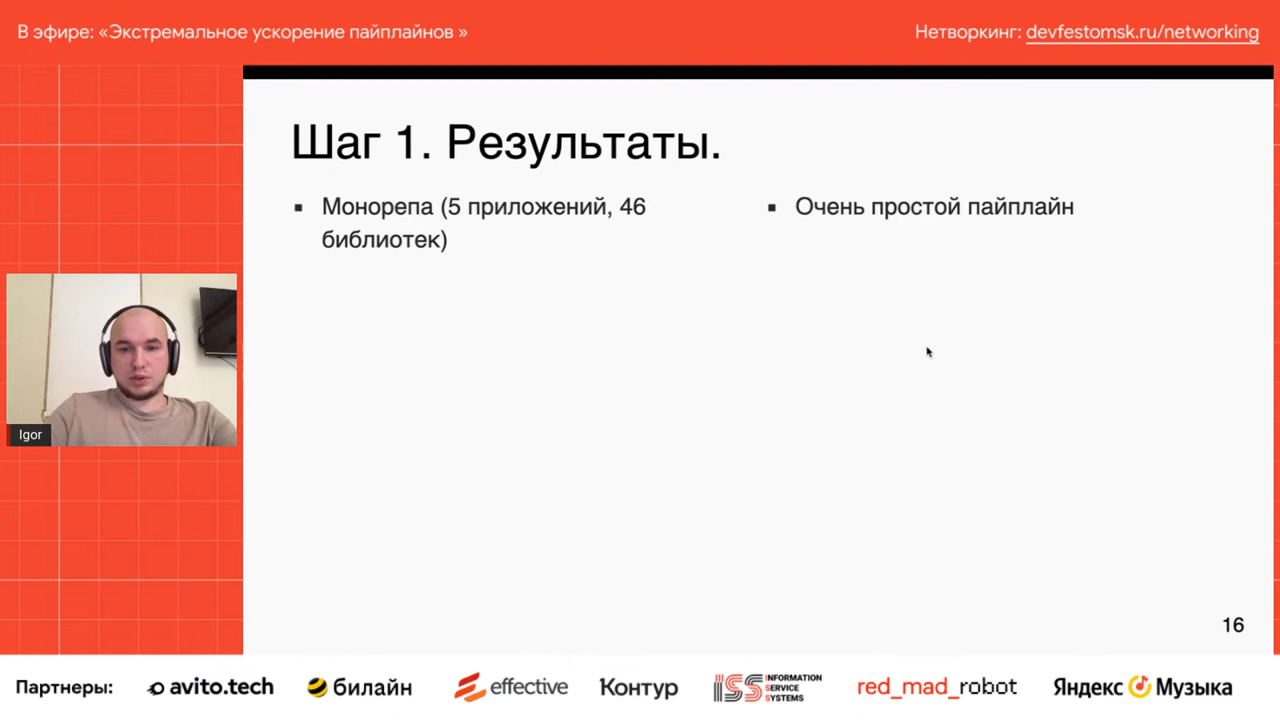 В эфире: «Экстремальное ускорение пайплайнов »
Нетворкинг: devfestomsk.ru/networking
Шаг 1. Результаты.
Монорепа (5 приложений, 46
библиотек)
Очень простой пайплайн
Igor
16
Партнеры:
avito.tech
билайн
effective
Контур
ISS INFORMATION
SERVICE
SYSTEMS
red_mad_robot
Яндекс Музыка